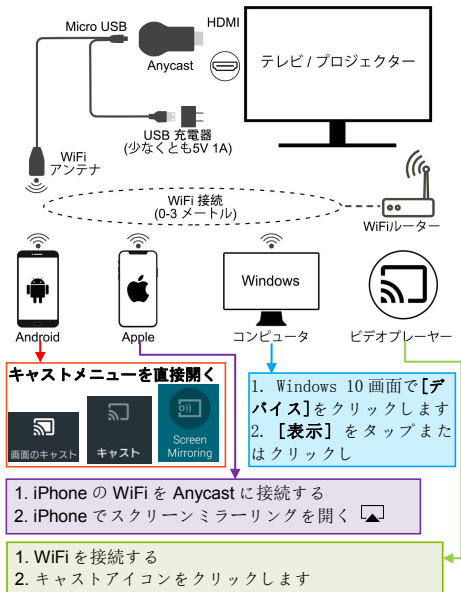 Micro USB
HDMI
Anycast
テレビ / プロジェクター
USB 充電器
(少なくとも5V 1A)
WiFi
アンテナ
WiFi 接続
(0-3 メートル)
WiFiルーター
Windows
Android
Apple
コンピュータ
ビデオプレーヤー
キャストメニューを直接開く
画面のキャスト
キャスト
Screen
Mirroring
1. Windows 10 画面で[デ
バイス]をクリックします
2. [表示] をタップまた
はクリックし
1. iPhone の WiFi を Anycast に接続する
2. iPhone でスクリーンミラーリングを開く
1. WiFi を接続する
2. キャストアイコンをクリックします